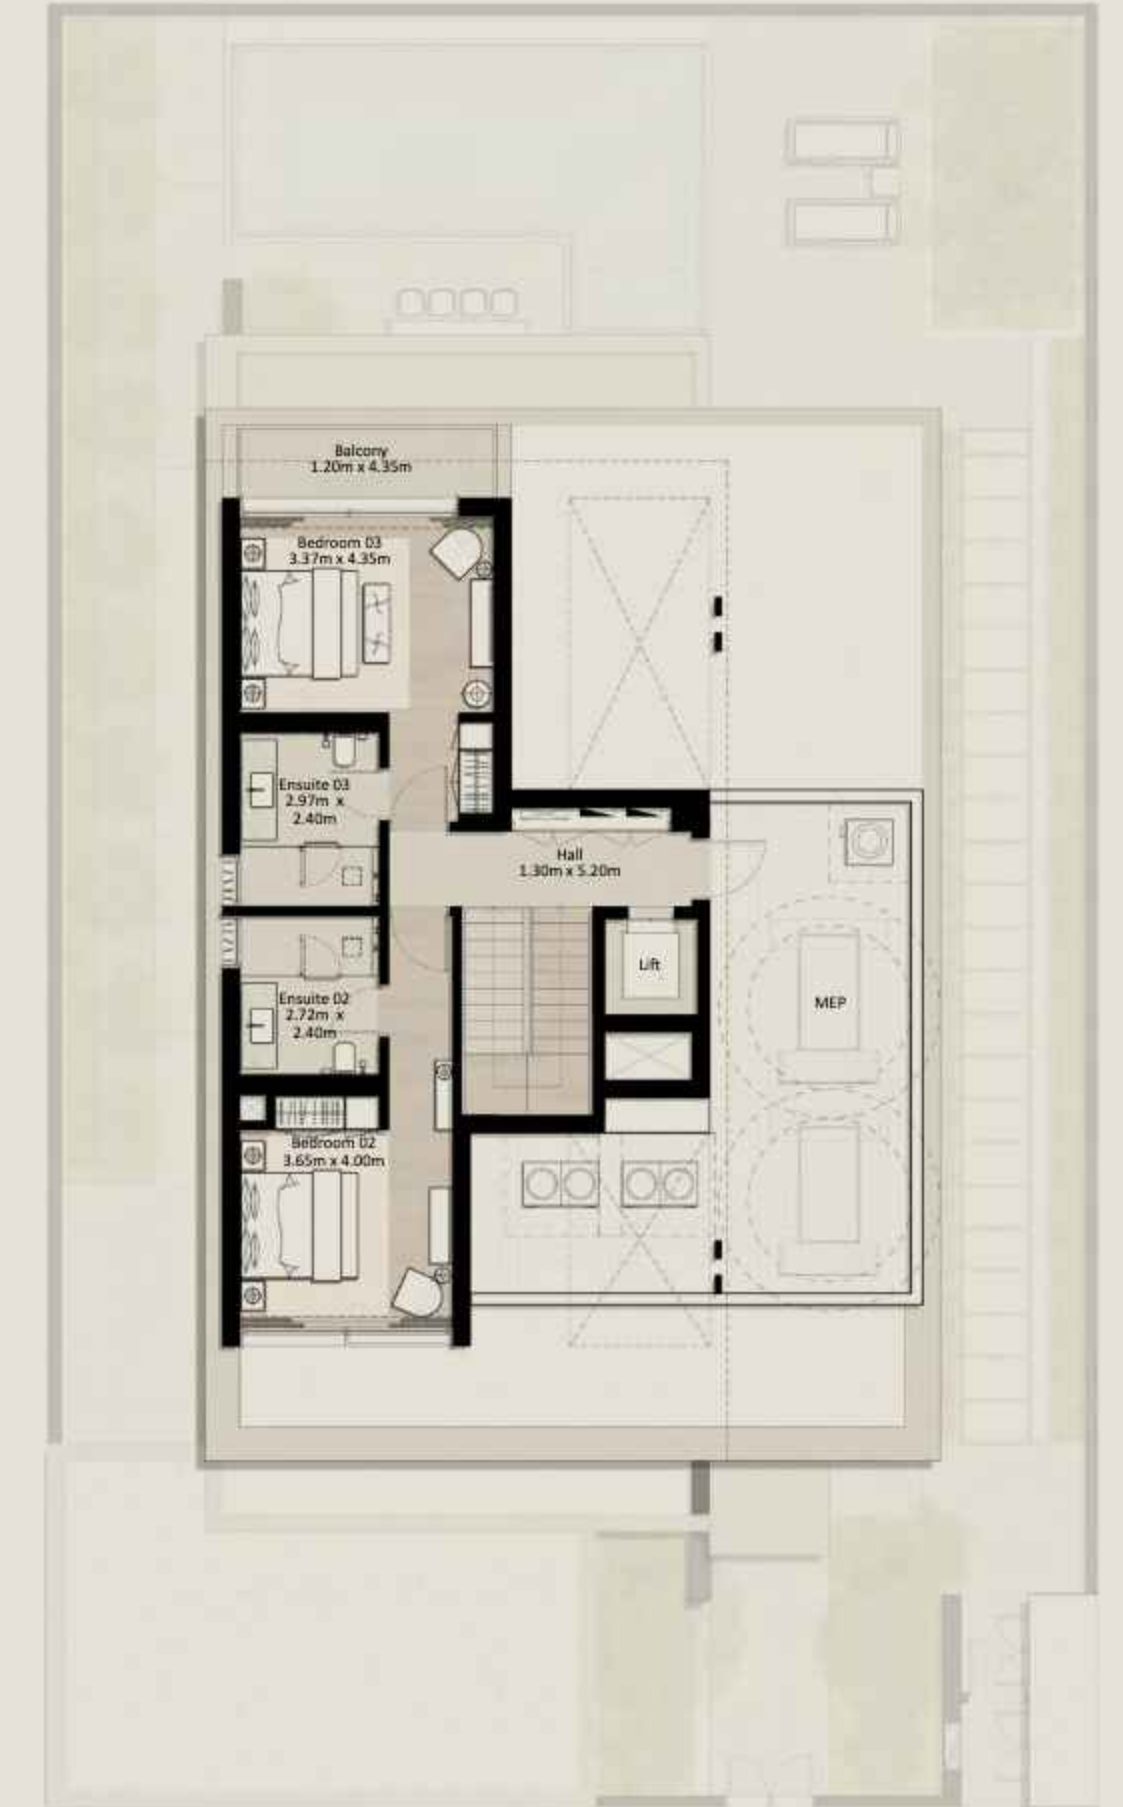 Balcony
1.20m x 4.35m
Bedroom 03
3.37m x 4.35m
Ensuite 03
2.97m x
2.40m
Hall
1.30m x 5.20m
Lift
MEP
Ensuite 02
2.72m x
2.40m
Bedroom 02
3.65m x 4.00m